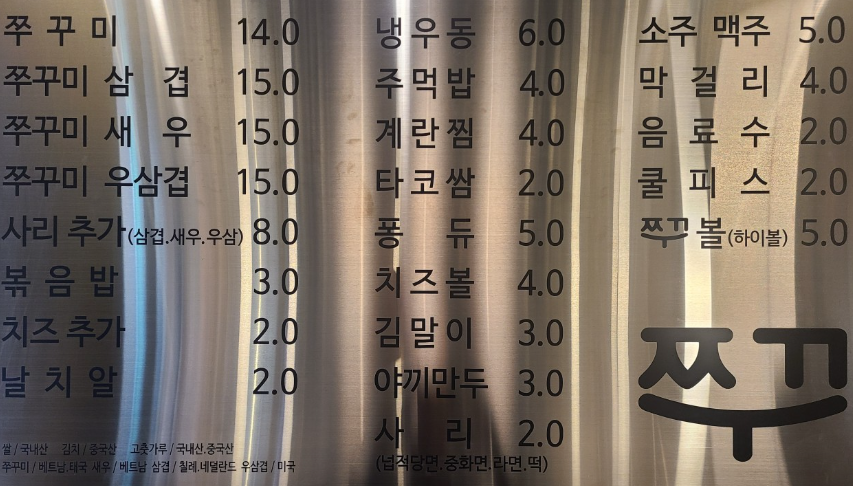 쭈꾸미 14.0
쭈꾸미 삼겹 15.0
쭈꾸미 새우 15.0
쭈꾸미 우삼겹 15.0
사리 추가(삼겹.새우.우삼) 8.0
볶음밥 3.0
치즈 추가 2.0
날치알 2.0
쌀 / 국내산 김치 / 중국산 고춧가루 / 국내산.중국산
쭈꾸미 / 베트남.태국 새우 / 베트남 삼겹 / 칠레.네덜란드 우삼겹 / 미국
냉우동 6.0
주먹밥 4.0
계란찜 4.0
타코쌈 2.0
퐁듀 5.0
치즈볼 4.0
김말이 3.0
야끼만두 3.0
사리 2.0
(넙적당면.중화면.라면.떡)
소주 맥주 5.0
막걸리 4.0
음료수 2.0
쿨피스 2.0
쭈꾸볼(하이볼) 5.0
쭈꾸